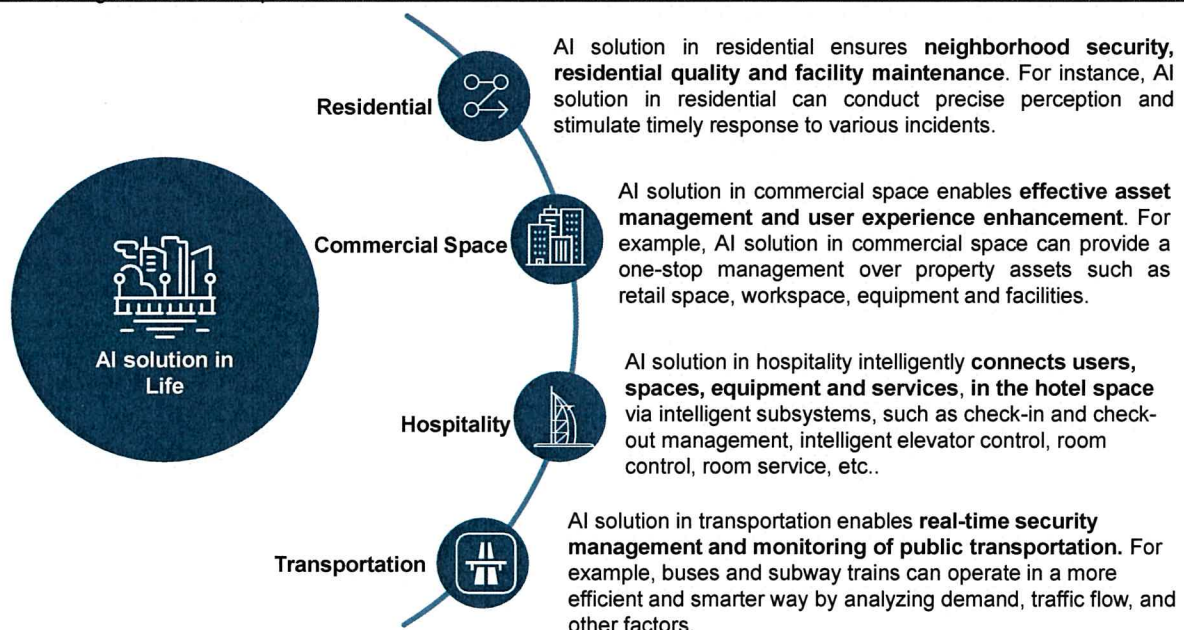 AI solution in
Life
Residential
AI solution in residential ensures neighborhood security,
residential quality and facility maintenance. For instance, AI
solution in residential can conduct precise perception and
stimulate timely response to various incidents.
Commercial Space
AI solution in commercial space enables effective asset
management and user experience enhancement. For
example, AI solution in commercial space can provide a
one-stop management over property assets such as
retail space, workspace, equipment and facilities.
Hospitality
AI solution in hospitality intelligently connects users,
spaces, equipment and services, in the hotel space
via intelligent subsystems, such as check-in and check-
out management, intelligent elevator control, room
control, room service, etc..
Transportation
AI solution in transportation enables real-time security
management and monitoring of public transportation. For
example, buses and subway trains can operate in a more
efficient and smarter way by analyzing demand, traffic flow, and
other factors.